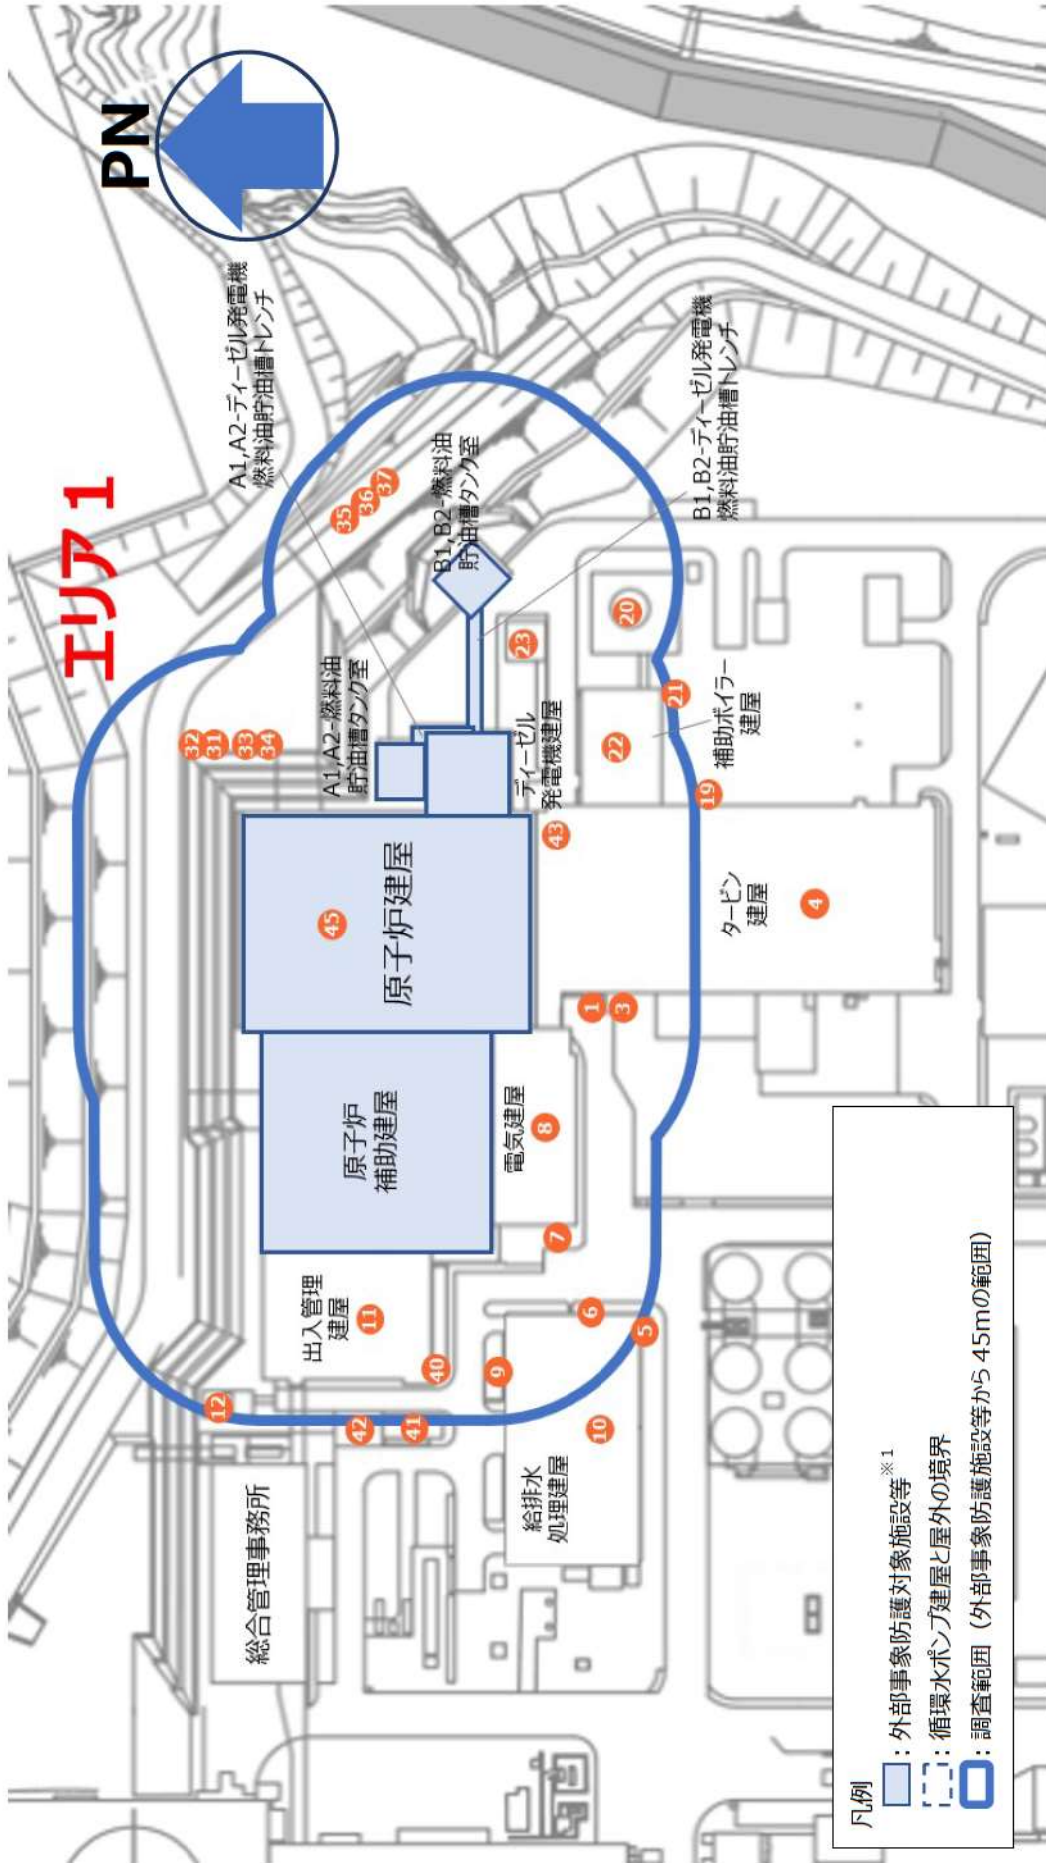 エリア 1
PN
A1,A2-ディーゼル発電機
燃料油貯油槽トレンチ
A1,A2-燃料油
貯油槽タンク室
B1,B2-燃料油
貯油槽タンク室
B1,B2-ディーゼル発電機
燃料油貯油槽トレンチ
ディーゼル
発電機建屋
原子炉建屋
原子炉
補助建屋
出入管理
建屋
電気建屋
タービン
建屋
補助ボイラー
建屋
給排水
処理建屋
総合管理事務所
32
31
33
34
35
36
37
45
43
23
20
21
22
19
4
1
3
8
7
6
5
9
10
11
40
12
42
41
凡例
：外部事象防護対象施設等※1
：循環水ポンプ建屋と屋外の境界
：調査範囲（外部事象防護施設等から 45mの範囲）